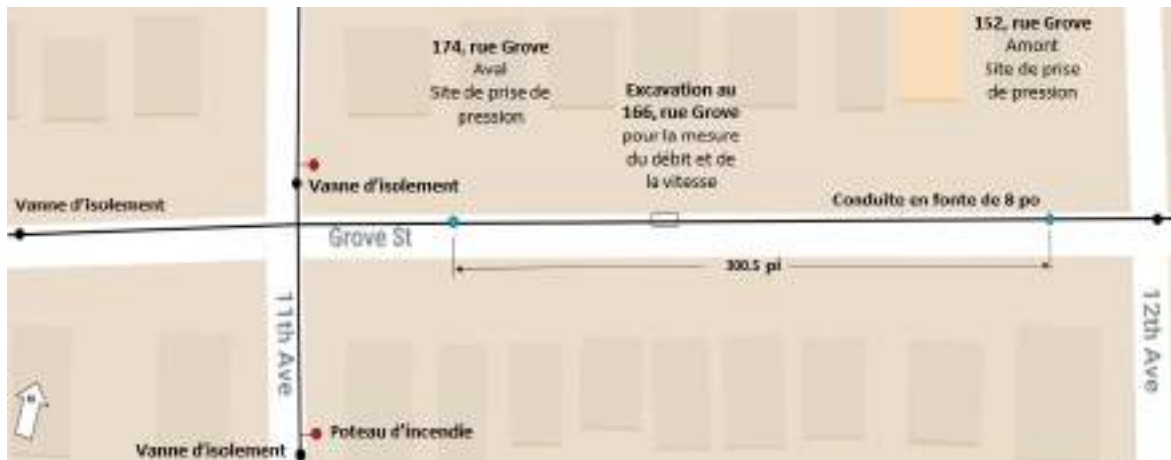 174, rue Grove
Aval
Site de prise de
pression
152, rue Grove
Amont
Site de prise
de pression
Excavation au
166, rue Grove
pour la mesure
du débit et de
la vitesse
Vanne d'isolement
Vanne d'isolement
Conduite en fonte de 8 po
Grove St
300.5 pi
11th Ave
12th Ave
N
Poteau d'incendie
Vanne d'isolement